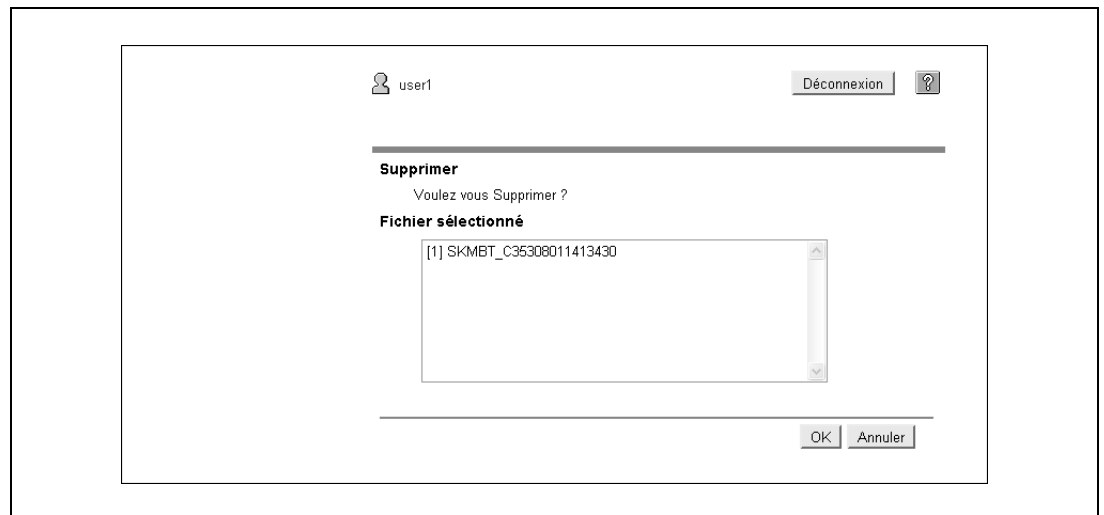 user1
Déconnexion
?
Supprimer
Voulez vous Supprimer ?
Fichier sélectionné
[1] SKMBT_C35308011413430
OK
Annuler